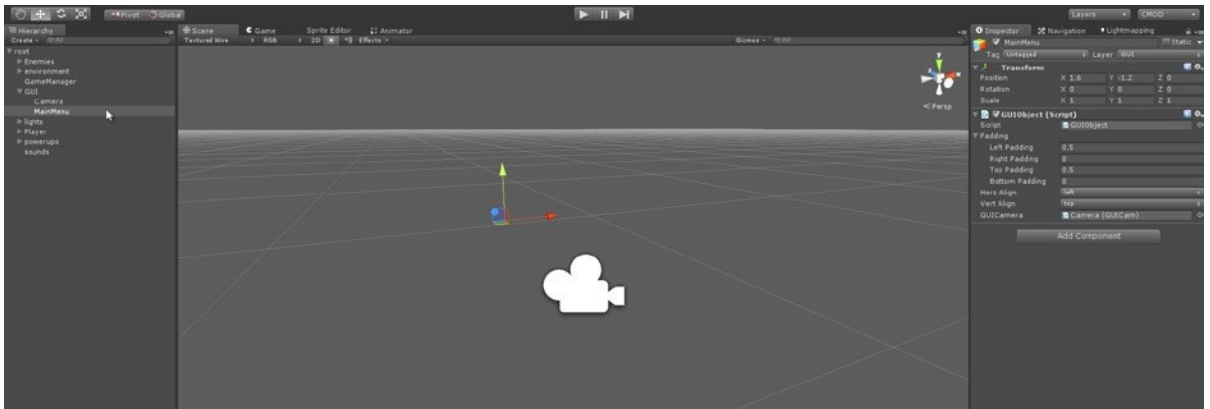 Pivot Global Layers CMOD
Hierarchy Scene Game Sprite Editor Animator Inspector Navigation Lightmapping
Create All Textured Wire RGB 2D Effects Gizmos All MainMenu Static
root
Tag Untagged Layer GUI
Enemies
Transform
environment
Position X 1.6 Y -1.2 Z 0
GameManager
Rotation X 0 Y 0 Z 0
GUI
Scale X 1 Y 1 Z 1
Camera
Persp
MainMenu
GUIObject (Script)
lights
Script GUIObject
Player
Padding
powerups
Left Padding 0.5
sounds
Right Padding 0
Top Padding 0.5
Bottom Padding 0
Horz Align left
Vert Align top
GUICamera Camera (GUICam)
Add Component